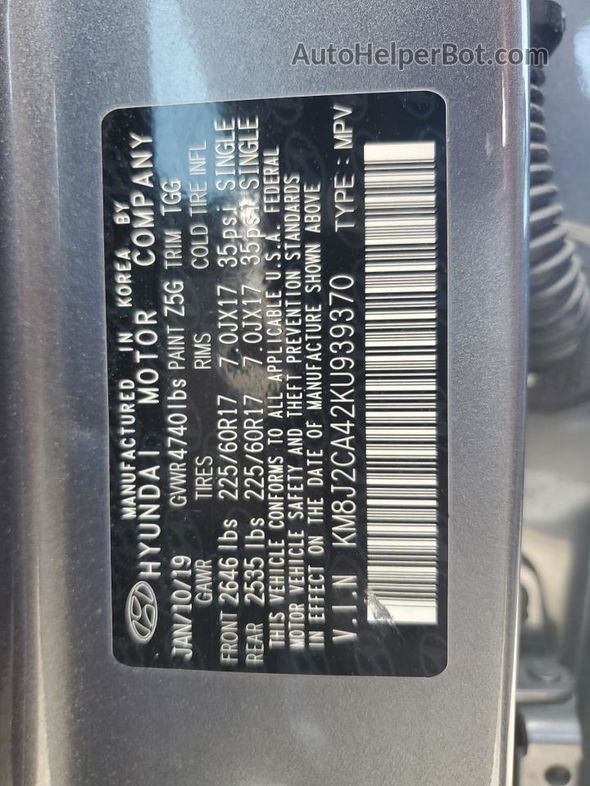 AutoHelperBot.com
MANUFACTURED IN KOREA BY
HYUNDAI MOTOR COMPANY
JAN/10/19 GVWR4740lbs PAINT Z5G TRIM TGG
GAWR TIRES RIMS COLD TIRE INFL
FRONT 2646 lbs 225/60R17 7.0JX17 35psi SINGLE
REAR 2535 lbs 225/60R17 7.0JX17 35psi SINGLE
THIS VEHICLE CONFORMS TO ALL APPLICABLE U.S.A. FEDERAL
MOTOR VEHICLE SAFETY AND THEFT PREVENTION STANDARDS
IN EFFECT ON THE DATE OF MANUFACTURE SHOWN ABOVE
V.I.N KM8J2CA42KU939370 TYPE : MPV